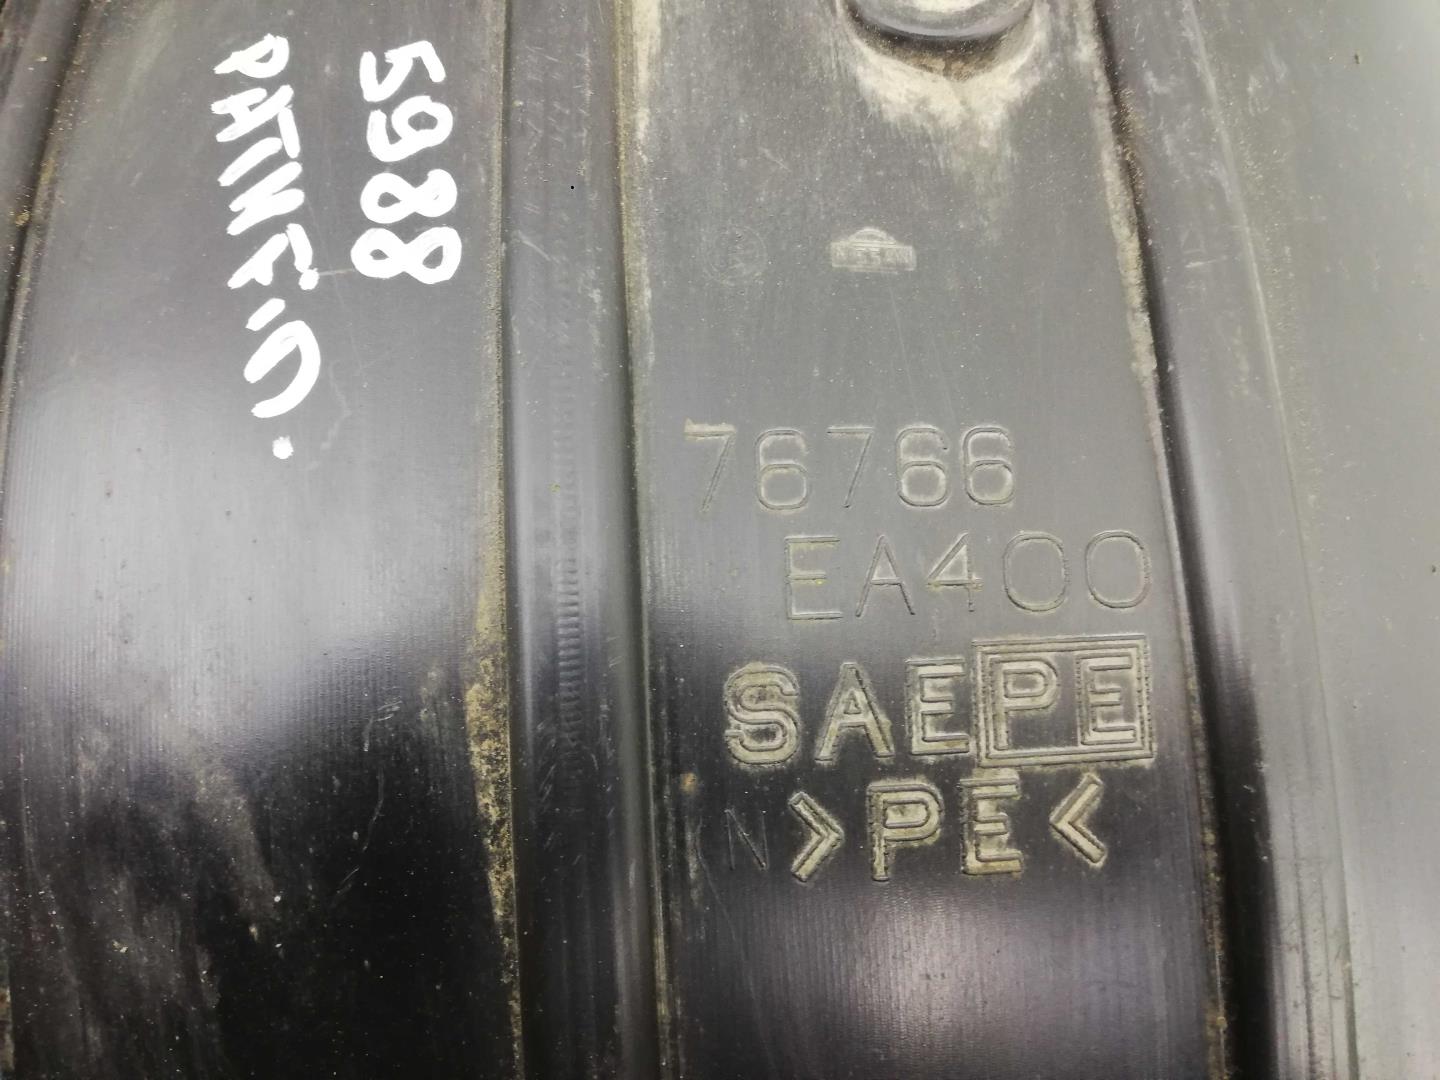 5988
PATHF-U.
NISSAN
76766
EA400
SAEPE
N >PE<